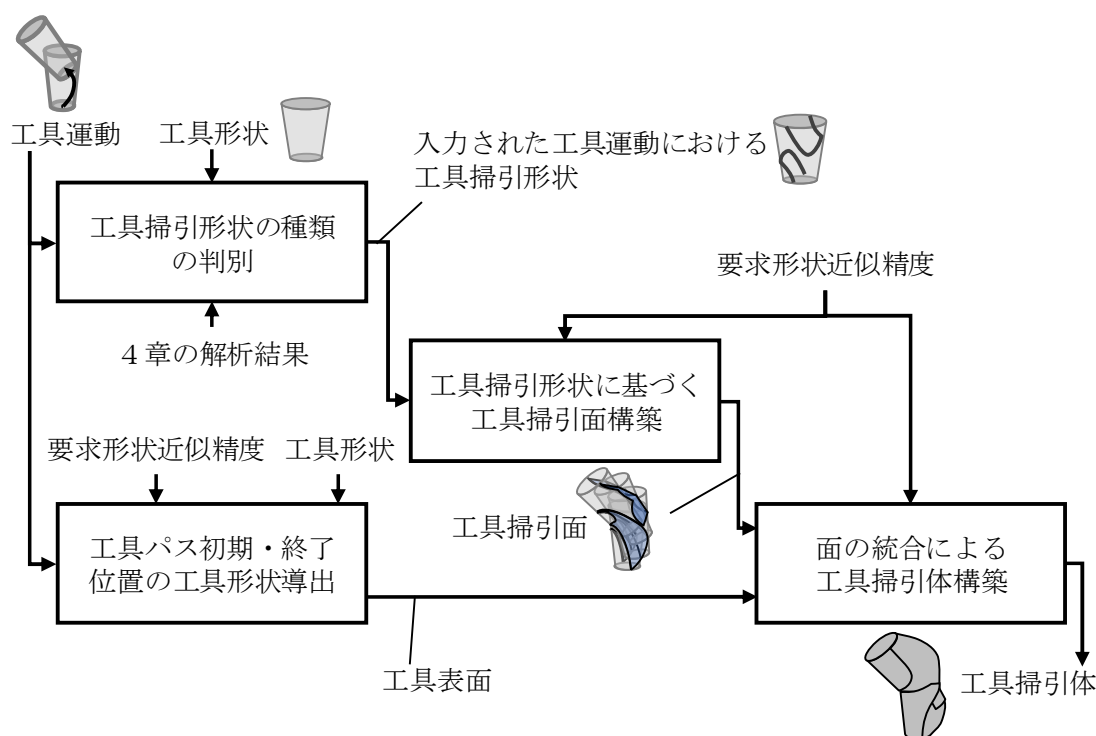 工具運動
工具形状
入力された工具運動における
工具掃引形状
工具掃引形状の種類
の判別
4章の解析結果
要求形状近似精度
工具掃引形状に基づく
工具掃引面構築
要求形状近似精度
工具形状
工具掃引面
工具パス初期・終了
位置の工具形状導出
面の統合による
工具掃引体構築
工具表面
工具掃引体